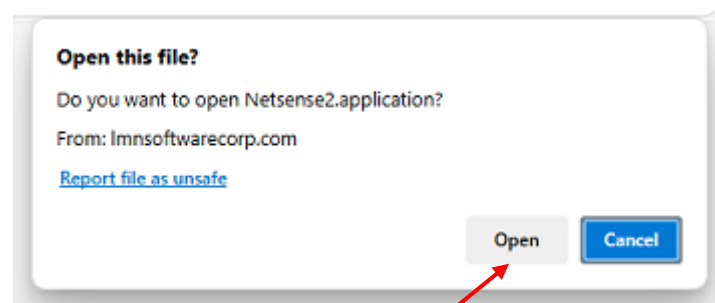 Open this file?
Do you want to open Netsense2.application?
From: lmnsoftwarecorp.com
Report file as unsafe
Open
Cancel